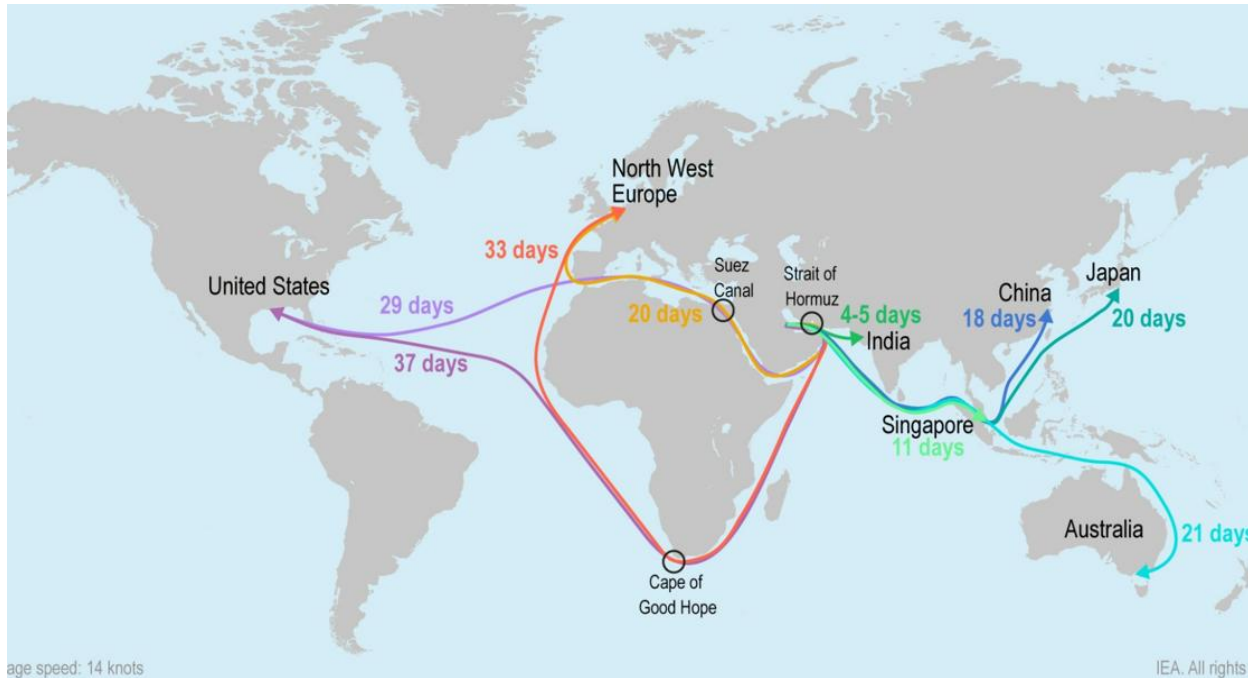 North West
Europe
33 days
Suez
Canal
Strait of
Hormuz
Japan
United States
China
29 days
20 days
4-5 days
18 days
20 days
India
37 days
Singapore
11 days
Australia
21 days
Cape of
Good Hope
age speed: 14 knots
IEA. All rights